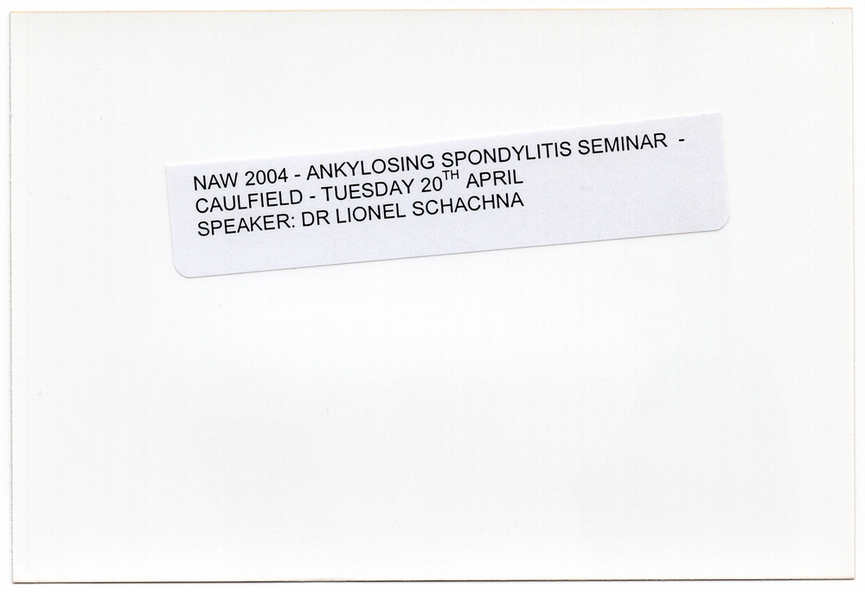 NAW 2004 - ANKYLOSING SPONDYLITIS SEMINAR -
CAULFIELD - TUESDAY 20TH APRIL
SPEAKER: DR LIONEL SCHACHNA